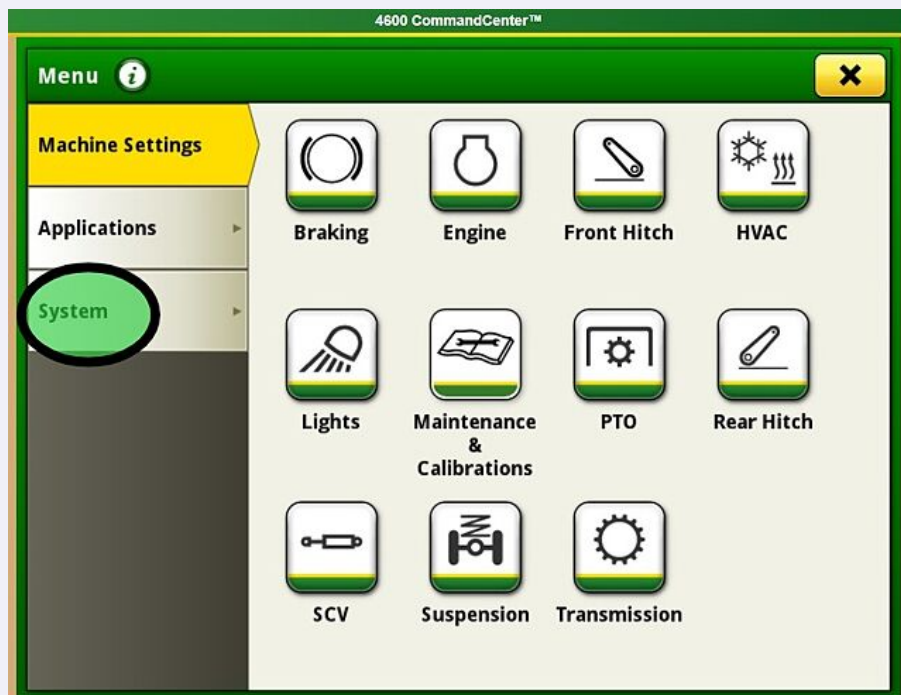 4600 CommandCenter™
Menu i
Machine Settings
Applications
System
Braking
Engine
Front Hitch
HVAC
Lights
Maintenance
&
Calibrations
PTO
Rear Hitch
SCV
Suspension
Transmission